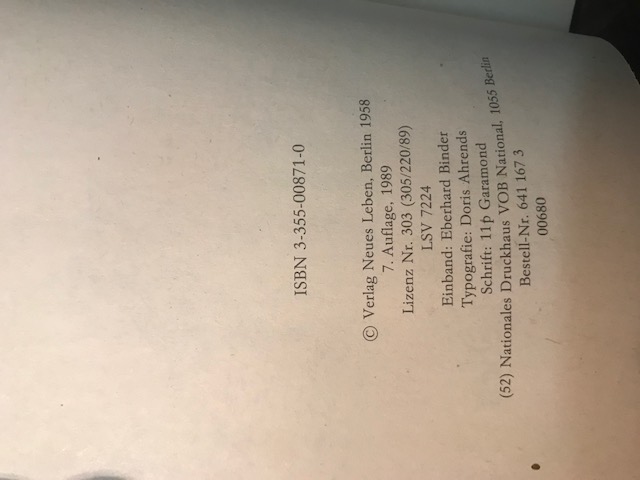 ISBN 3-355-00871-0
© Verlag Neues Leben, Berlin 1958
7. Auflage, 1989
Lizenz Nr. 303 (305/220/89)
LSV 7224
Einband: Eberhard Binder
Typografie: Doris Ahrends
Schrift: 11p Garamond
(52) Nationales Druckhaus VOB National, 1055 Berlin
Bestell-Nr. 641 167 3
00680